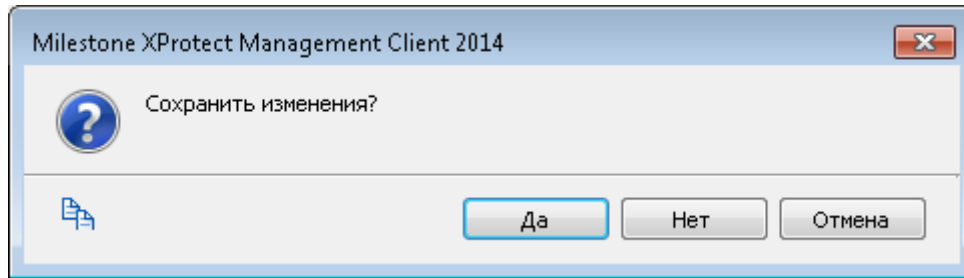 Milestone XProtect Management Client 2014
Сохранить изменения?
Да Нет Отмена